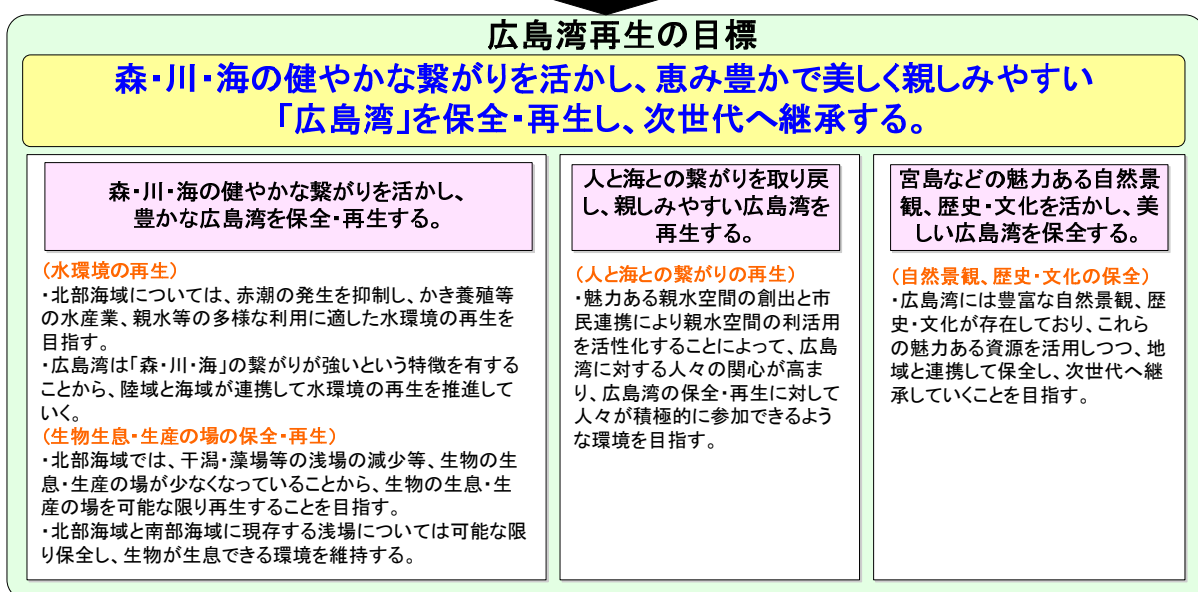 広島湾再生の目標
森・川・海の健やかな繋がりを活かし、恵み豊かで美しく親しみやすい
「広島湾」を保全・再生し、次世代へ継承する。
森・川・海の健やかな繋がりを活かし、
豊かな広島湾を保全・再生する。
(水環境の再生)
・北部海域については、赤潮の発生を抑制し、かき養殖等
の水産業、親水等の多様な利用に適した水環境の再生を
目指す。
・広島湾は「森・川・海」の繋がりが強いという特徴を有する
ことから、陸域と海域が連携して水環境の再生を推進して
いく。
(生物生息・生産の場の保全・再生)
・北部海域では、干潟・藻場等の浅場の減少等、生物の生
息・生産の場が少なくなっていることから、生物の生息・生
産の場を可能な限り再生することを目指す。
・北部海域と南部海域に現存する浅場については可能な限
り保全し、生物が生息できる環境を維持する。
人と海との繋がりを取り戻
し、親しみやすい広島湾を
再生する。
(人と海との繋がりの再生)
・魅力ある親水空間の創出と市
民連携により親水空間の利活用
を活性化することによって、広島
湾に対する人々の関心が高ま
り、広島湾の保全・再生に対して
人々が積極的に参加できるよう
な環境を目指す。
宮島などの魅力ある自然景
観、歴史・文化を活かし、美
しい広島湾を保全する。
(自然景観、歴史・文化の保全)
・広島湾には豊富な自然景観、歴
史・文化が存在しており、これら
の魅力ある資源を活用しつつ、地
域と連携して保全し、次世代へ継
承していくことを目指す。